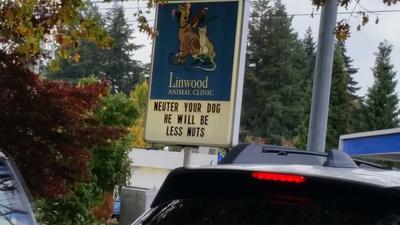 Linwood
ANIMAL CLINIC
NEUTER YOUR DOG
HE WILL BE
LESS NUTS